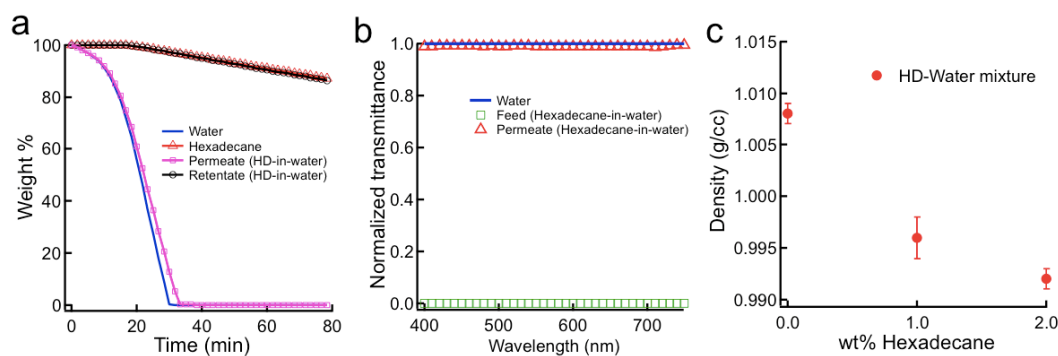 a
100
80
60
40
20
0
Weight %
Water
Hexadecane
Permeate (HD-in-water)
Retentate (HD-in-water)
0
20
40
60
80
Time (min)
b
1.0
0.8
0.6
0.4
0.2
0.0
Normalized transmittance
Water
Feed (Hexadecane-in-water)
Permeate (Hexadecane-in-water)
400
500
600
700
Wavelength (nm)
c
1.015
1.010
1.005
1.000
0.995
0.990
Density (g/cc)
HD-Water mixture
0.0
1.0
2.0
wt% Hexadecane